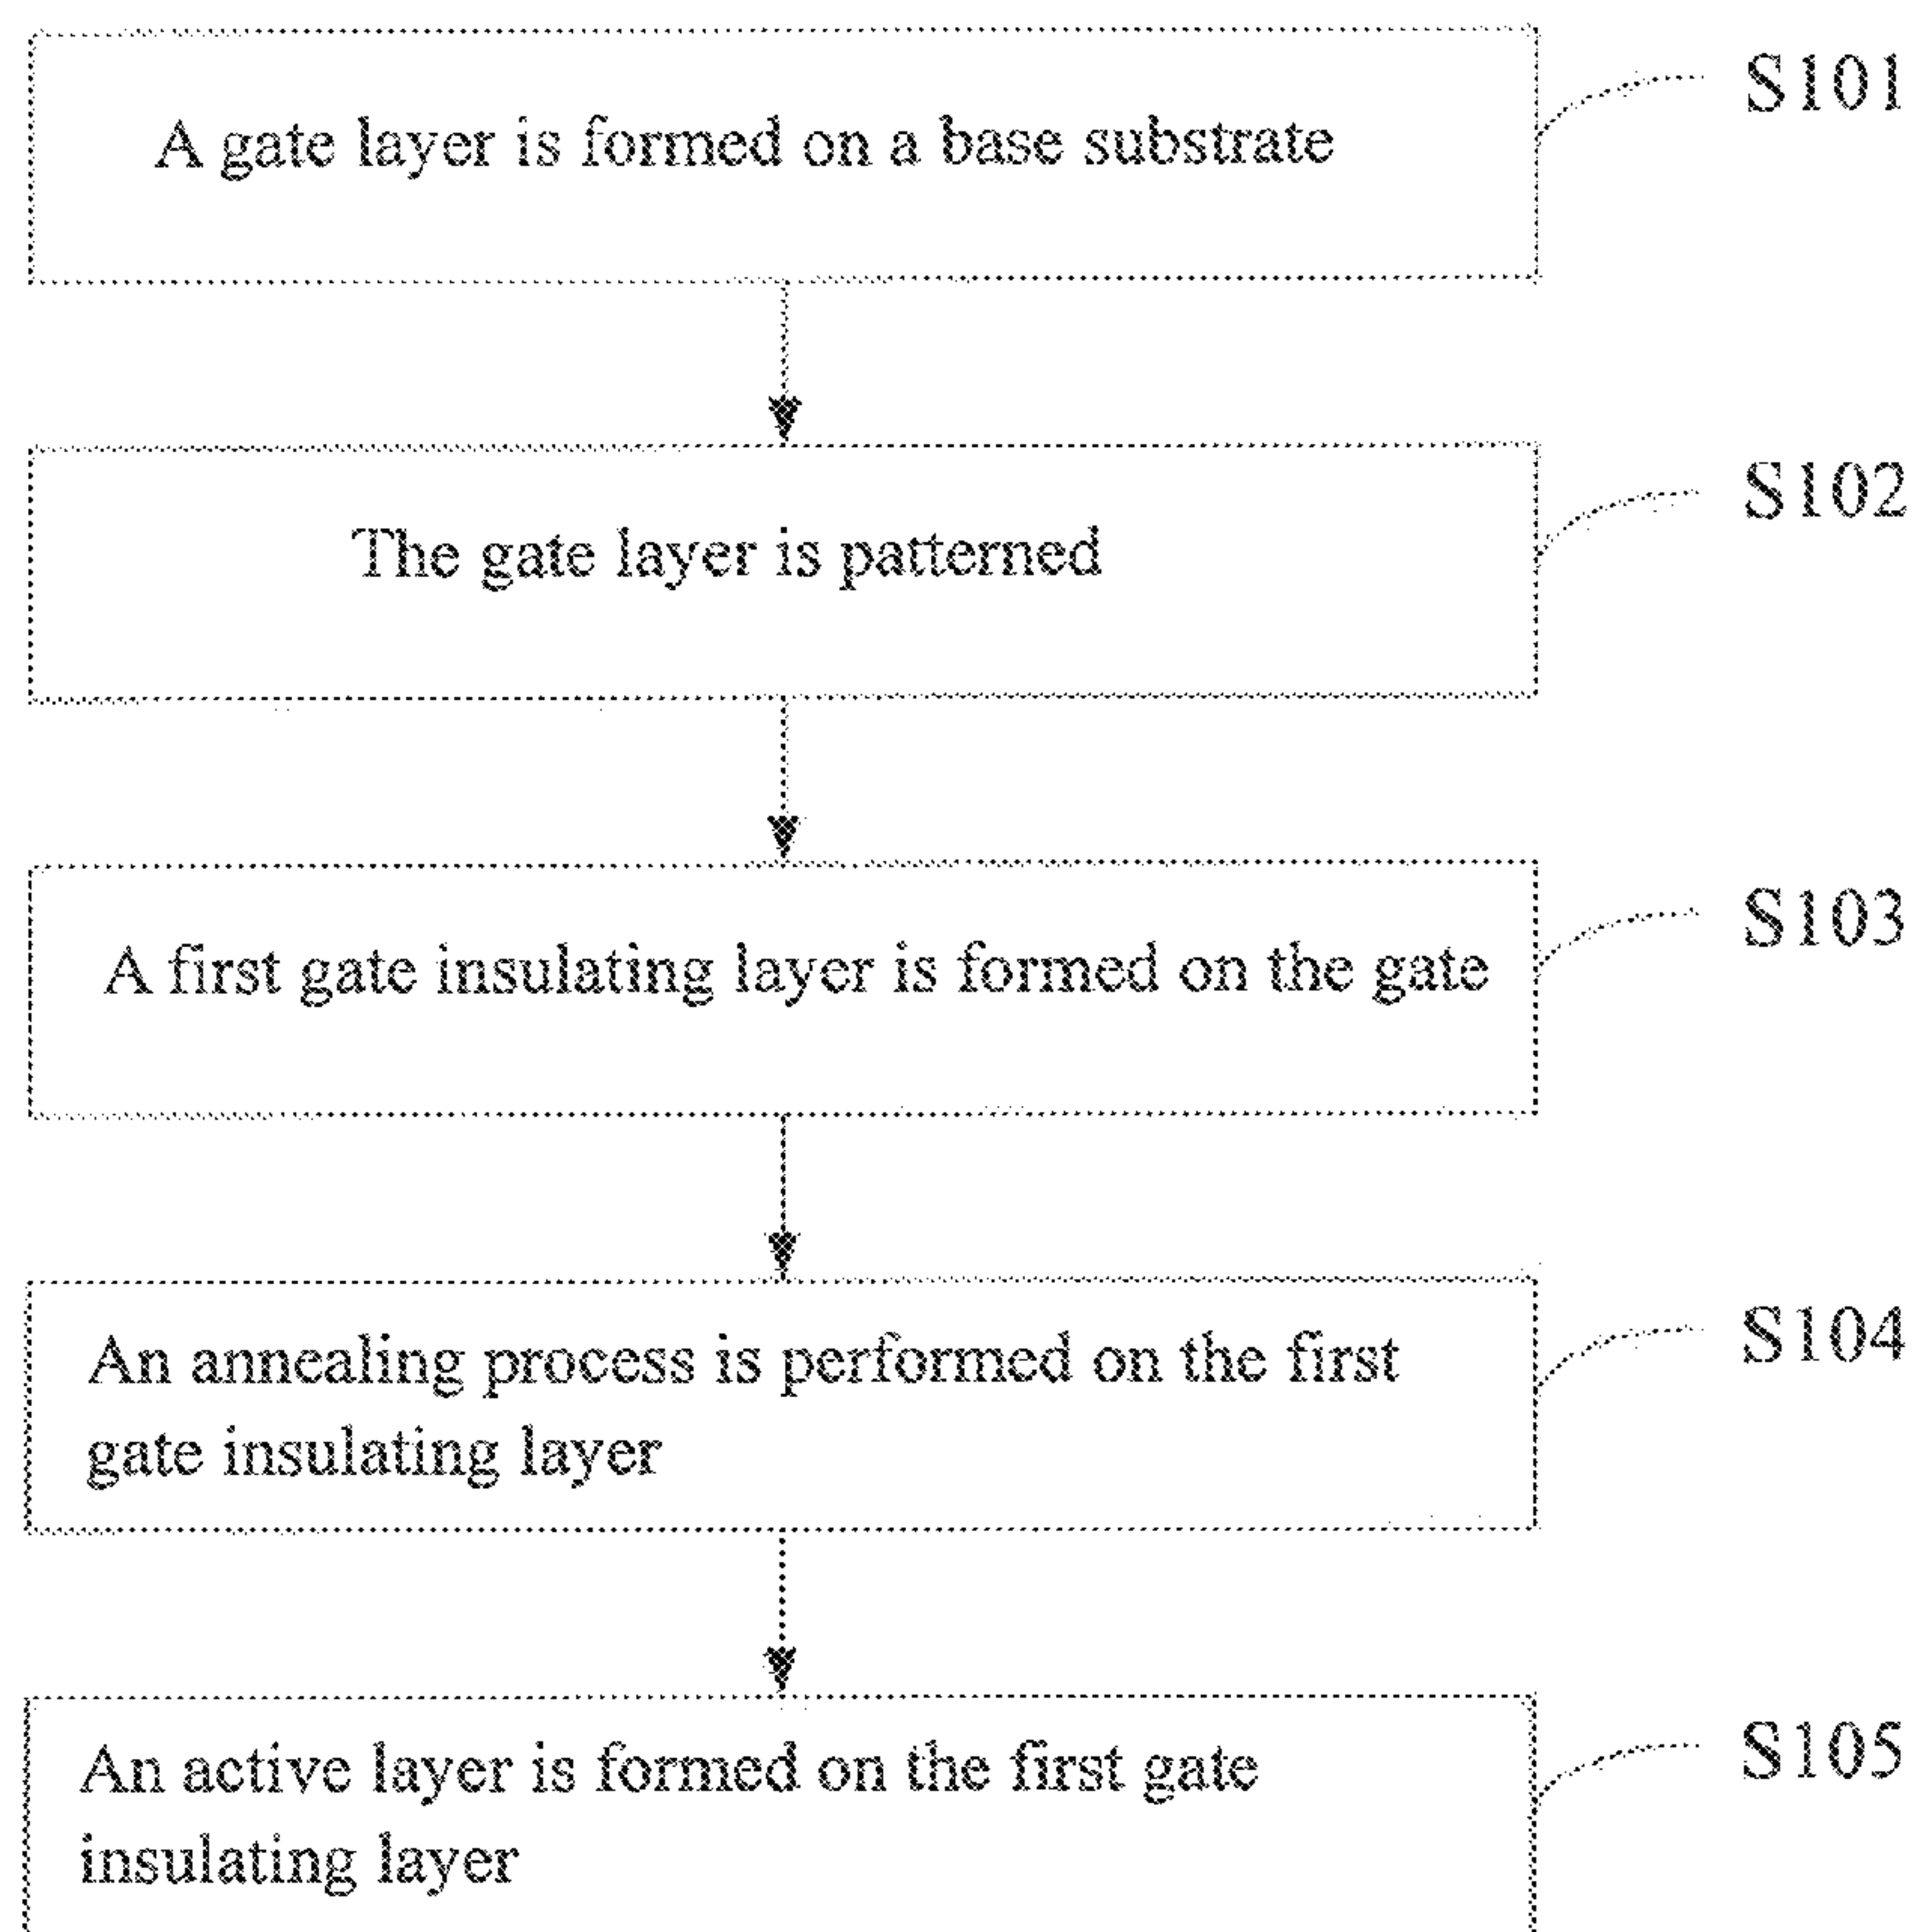 A gate layer is formed on a base substrate
S101
The gate layer is patterned
S102
A first gate insulating layer is formed on the gate
S103
An annealing process is performed on the first
gate insulating layer
S104
An active layer is formed on the first gate
insulating layer
S105